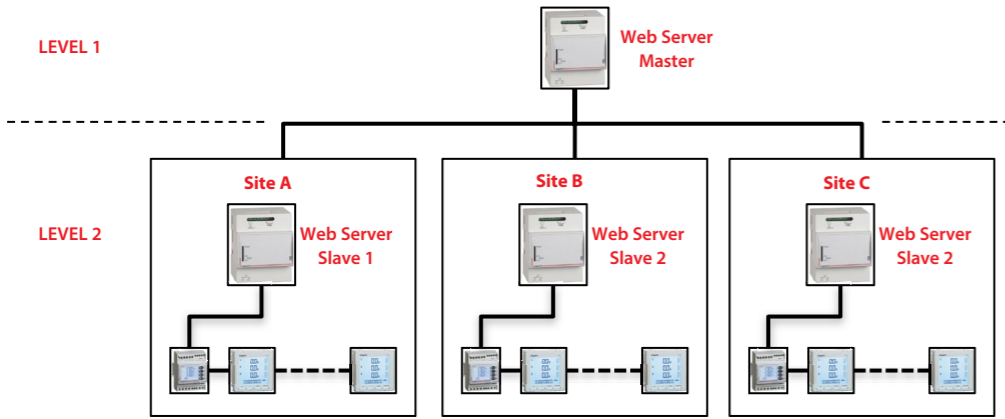 LEVEL 1
Web Server
Master
Site A
Site B
Site C
LEVEL 2
Web Server
Slave 1
Web Server
Slave 2
Web Server
Slave 2